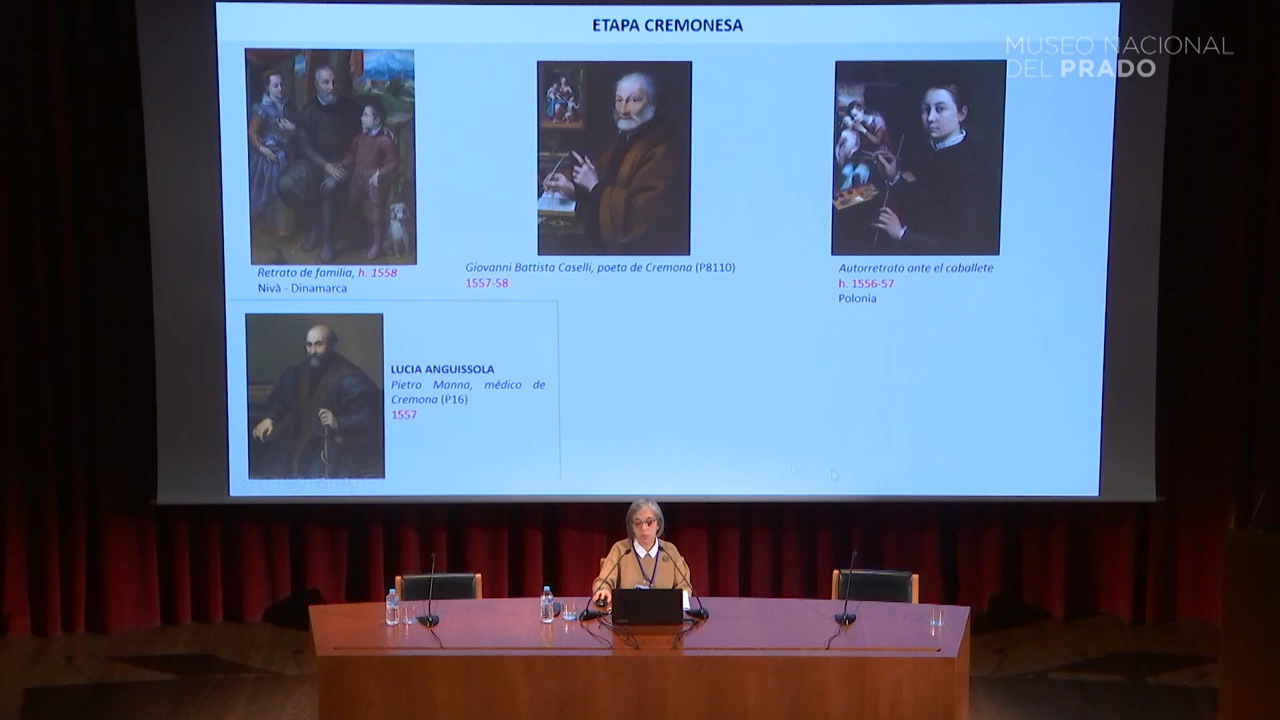 ETAPA CREMONESA
MUSEO NACIONAL
DEL PRADO
Retrato de familia, h. 1558
Nivà - Dinamarca
Giovanni Battista Caselli, poeta de Cremona (P8110)
1557-58
Autorretrato ante el caballete
h. 1556-57
Polonia
LUCIA ANGUISSOLA
Pietro Manna, médico de
Cremona (P16)
1557